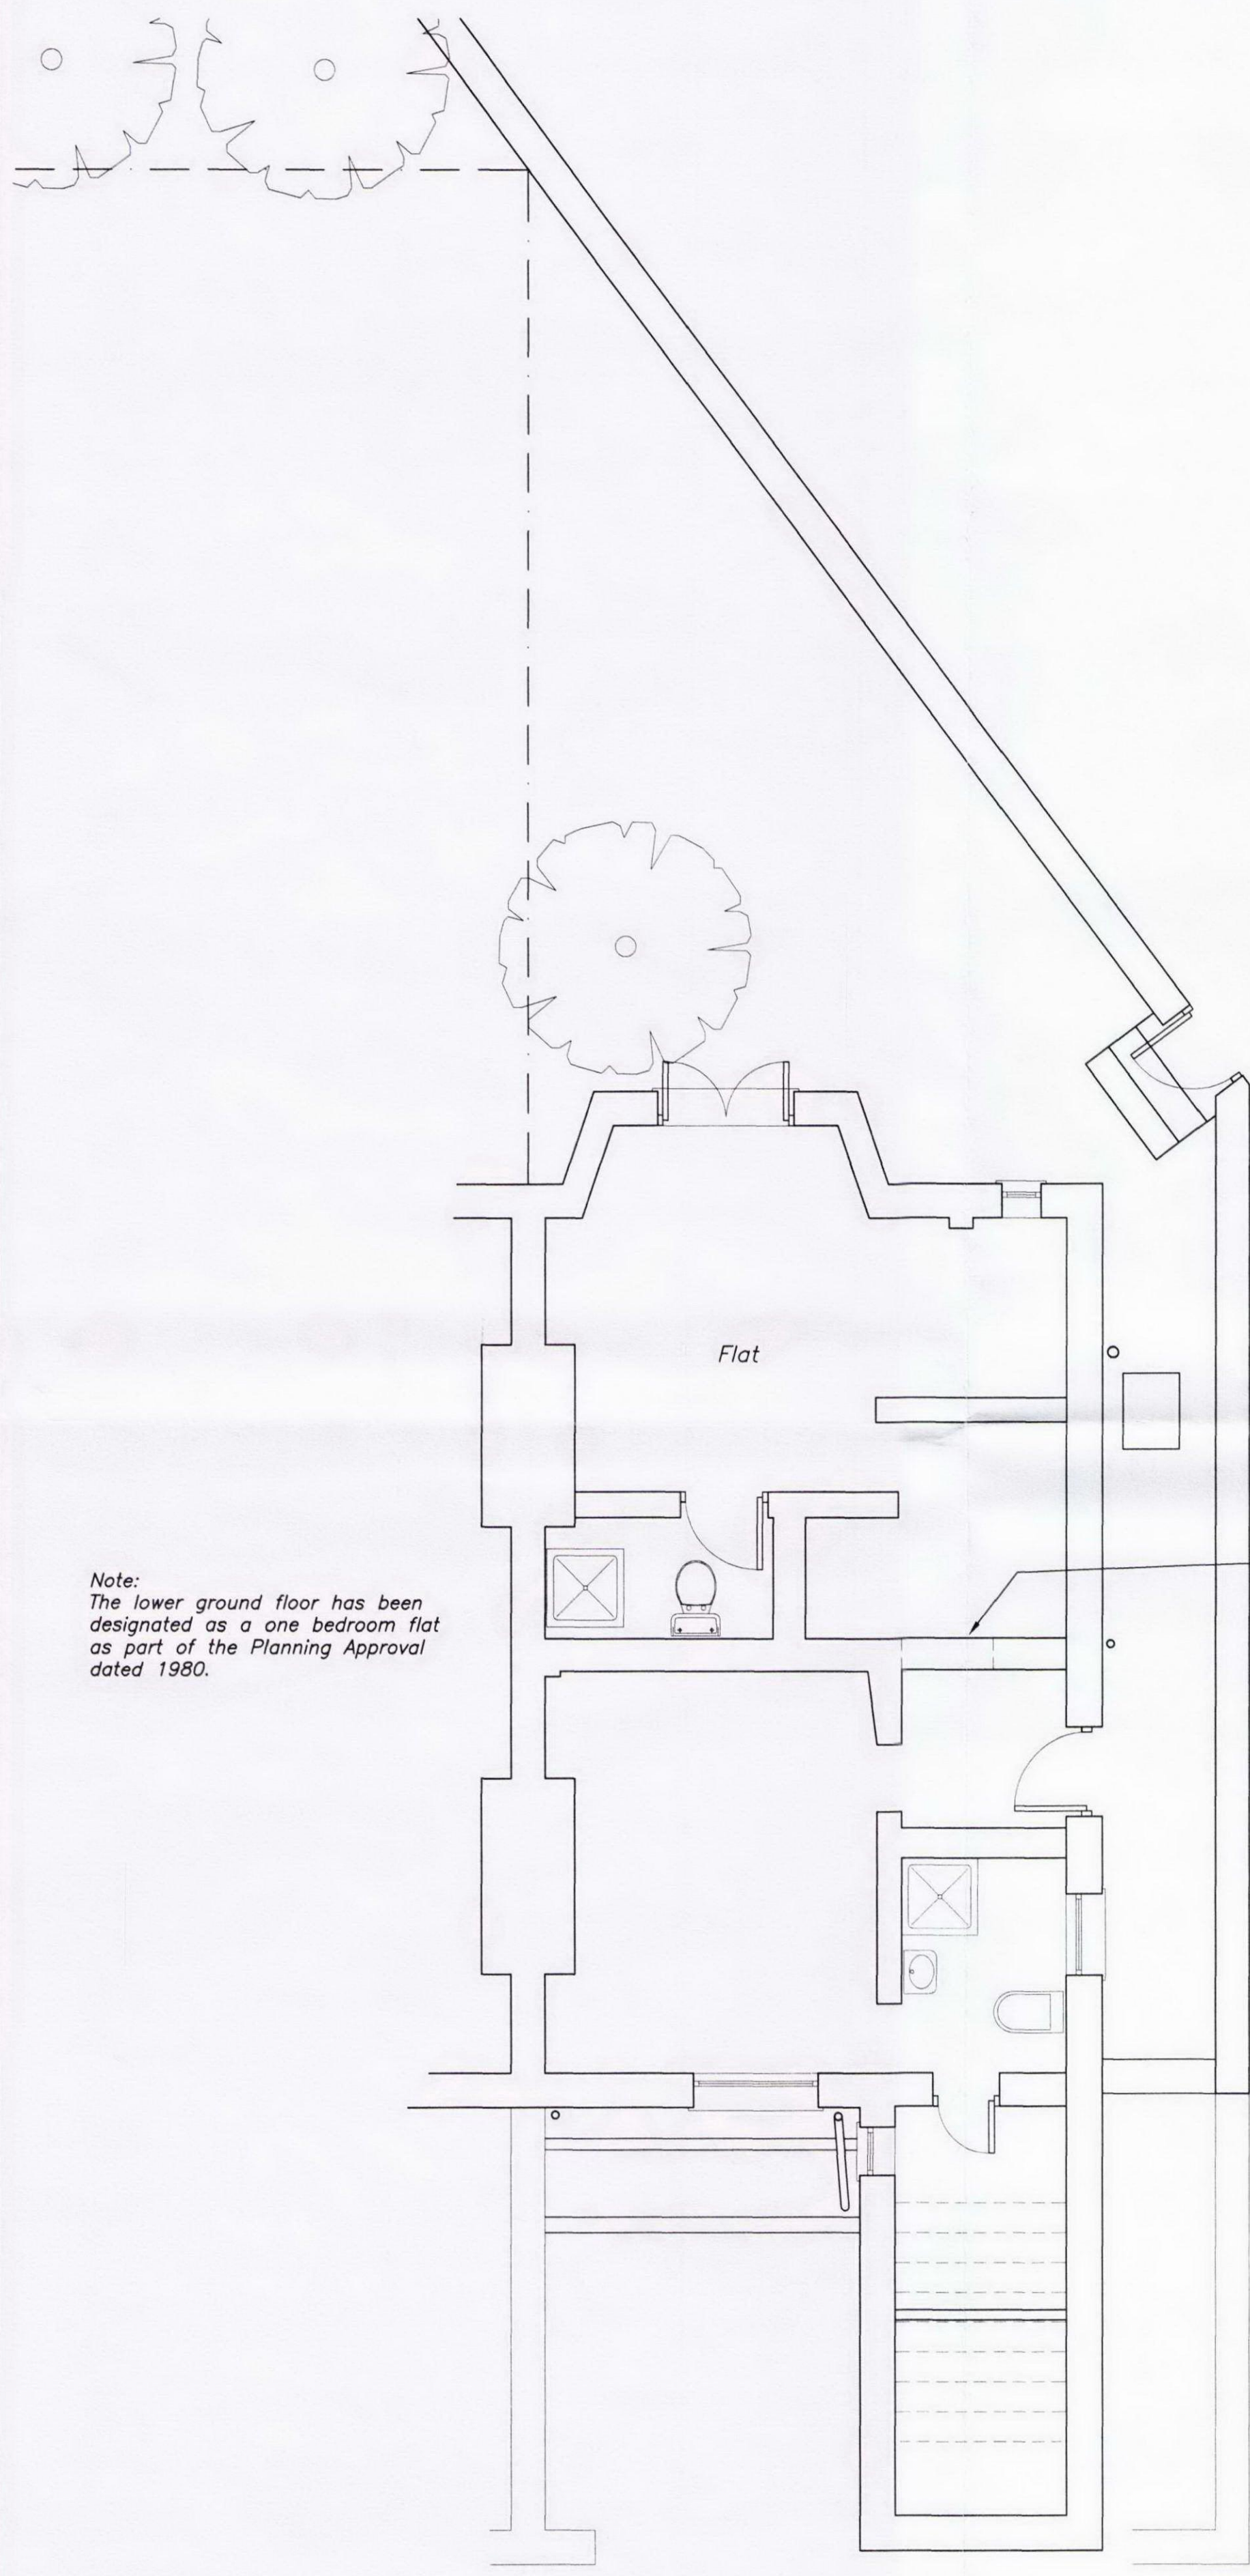 Flat
Note:
The lower ground floor has been
designated as a one bedroom flat
as part of the Planning Approval
dated 1980.